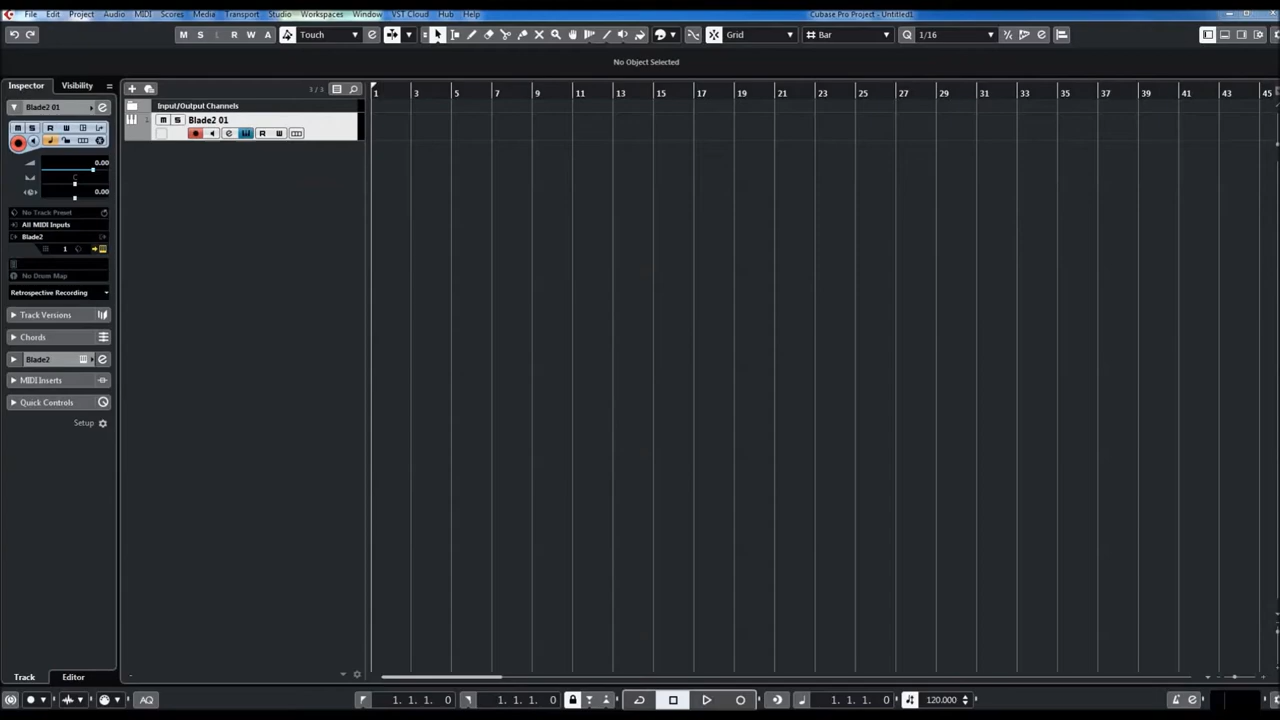 File Edit Project Audio MIDI Scores Media Transport Studio Workspaces Window VST Cloud Hub Help
Cubase Pro Project - Untitled1
M S L R W A Touch Grid Bar Q 1/16
No Object Selected
Inspector Visibility
3 / 3
1 3 5 7 9 11 13 15 17 19 21 23 25 27 29 31 33 35 37 39 41 43 45
Blade2 01
Input/Output Channels
1 m S Blade2 01
R W
m S R W
0.00
C
0.00
No Track Preset
All MIDI Inputs
Blade2
1
No Drum Map
Retrospective Recording
Track Versions
Chords
Blade2
MIDI Inserts
Quick Controls
Setup
Track Editor
AQ
1. 1. 1. 0
1. 1. 1. 0
1. 1. 1. 0
120.000